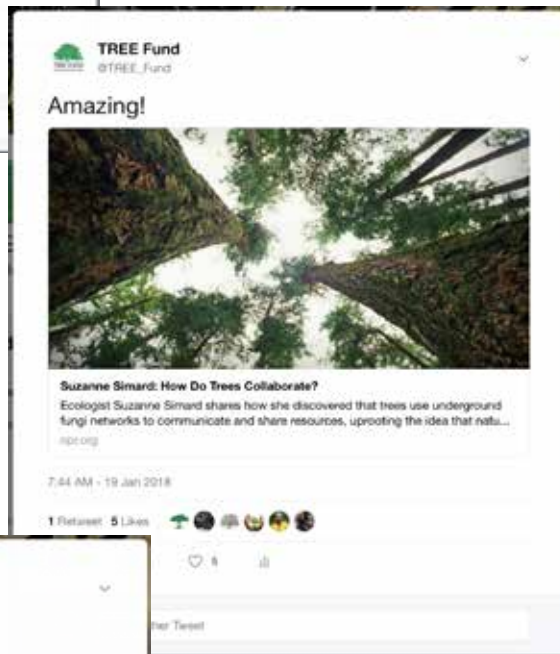 TREE Fund
@TREE_Fund
Amazing!
Suzanne Simard: How Do Trees Collaborate?
Ecologist Suzanne Simard shares how she discovered that trees use underground
fungi networks to communicate and share resources, uprooting the idea that natu...
npr.org
7:44 AM - 19 Jan 2018
1 Retweet 5 Likes
her Tweet